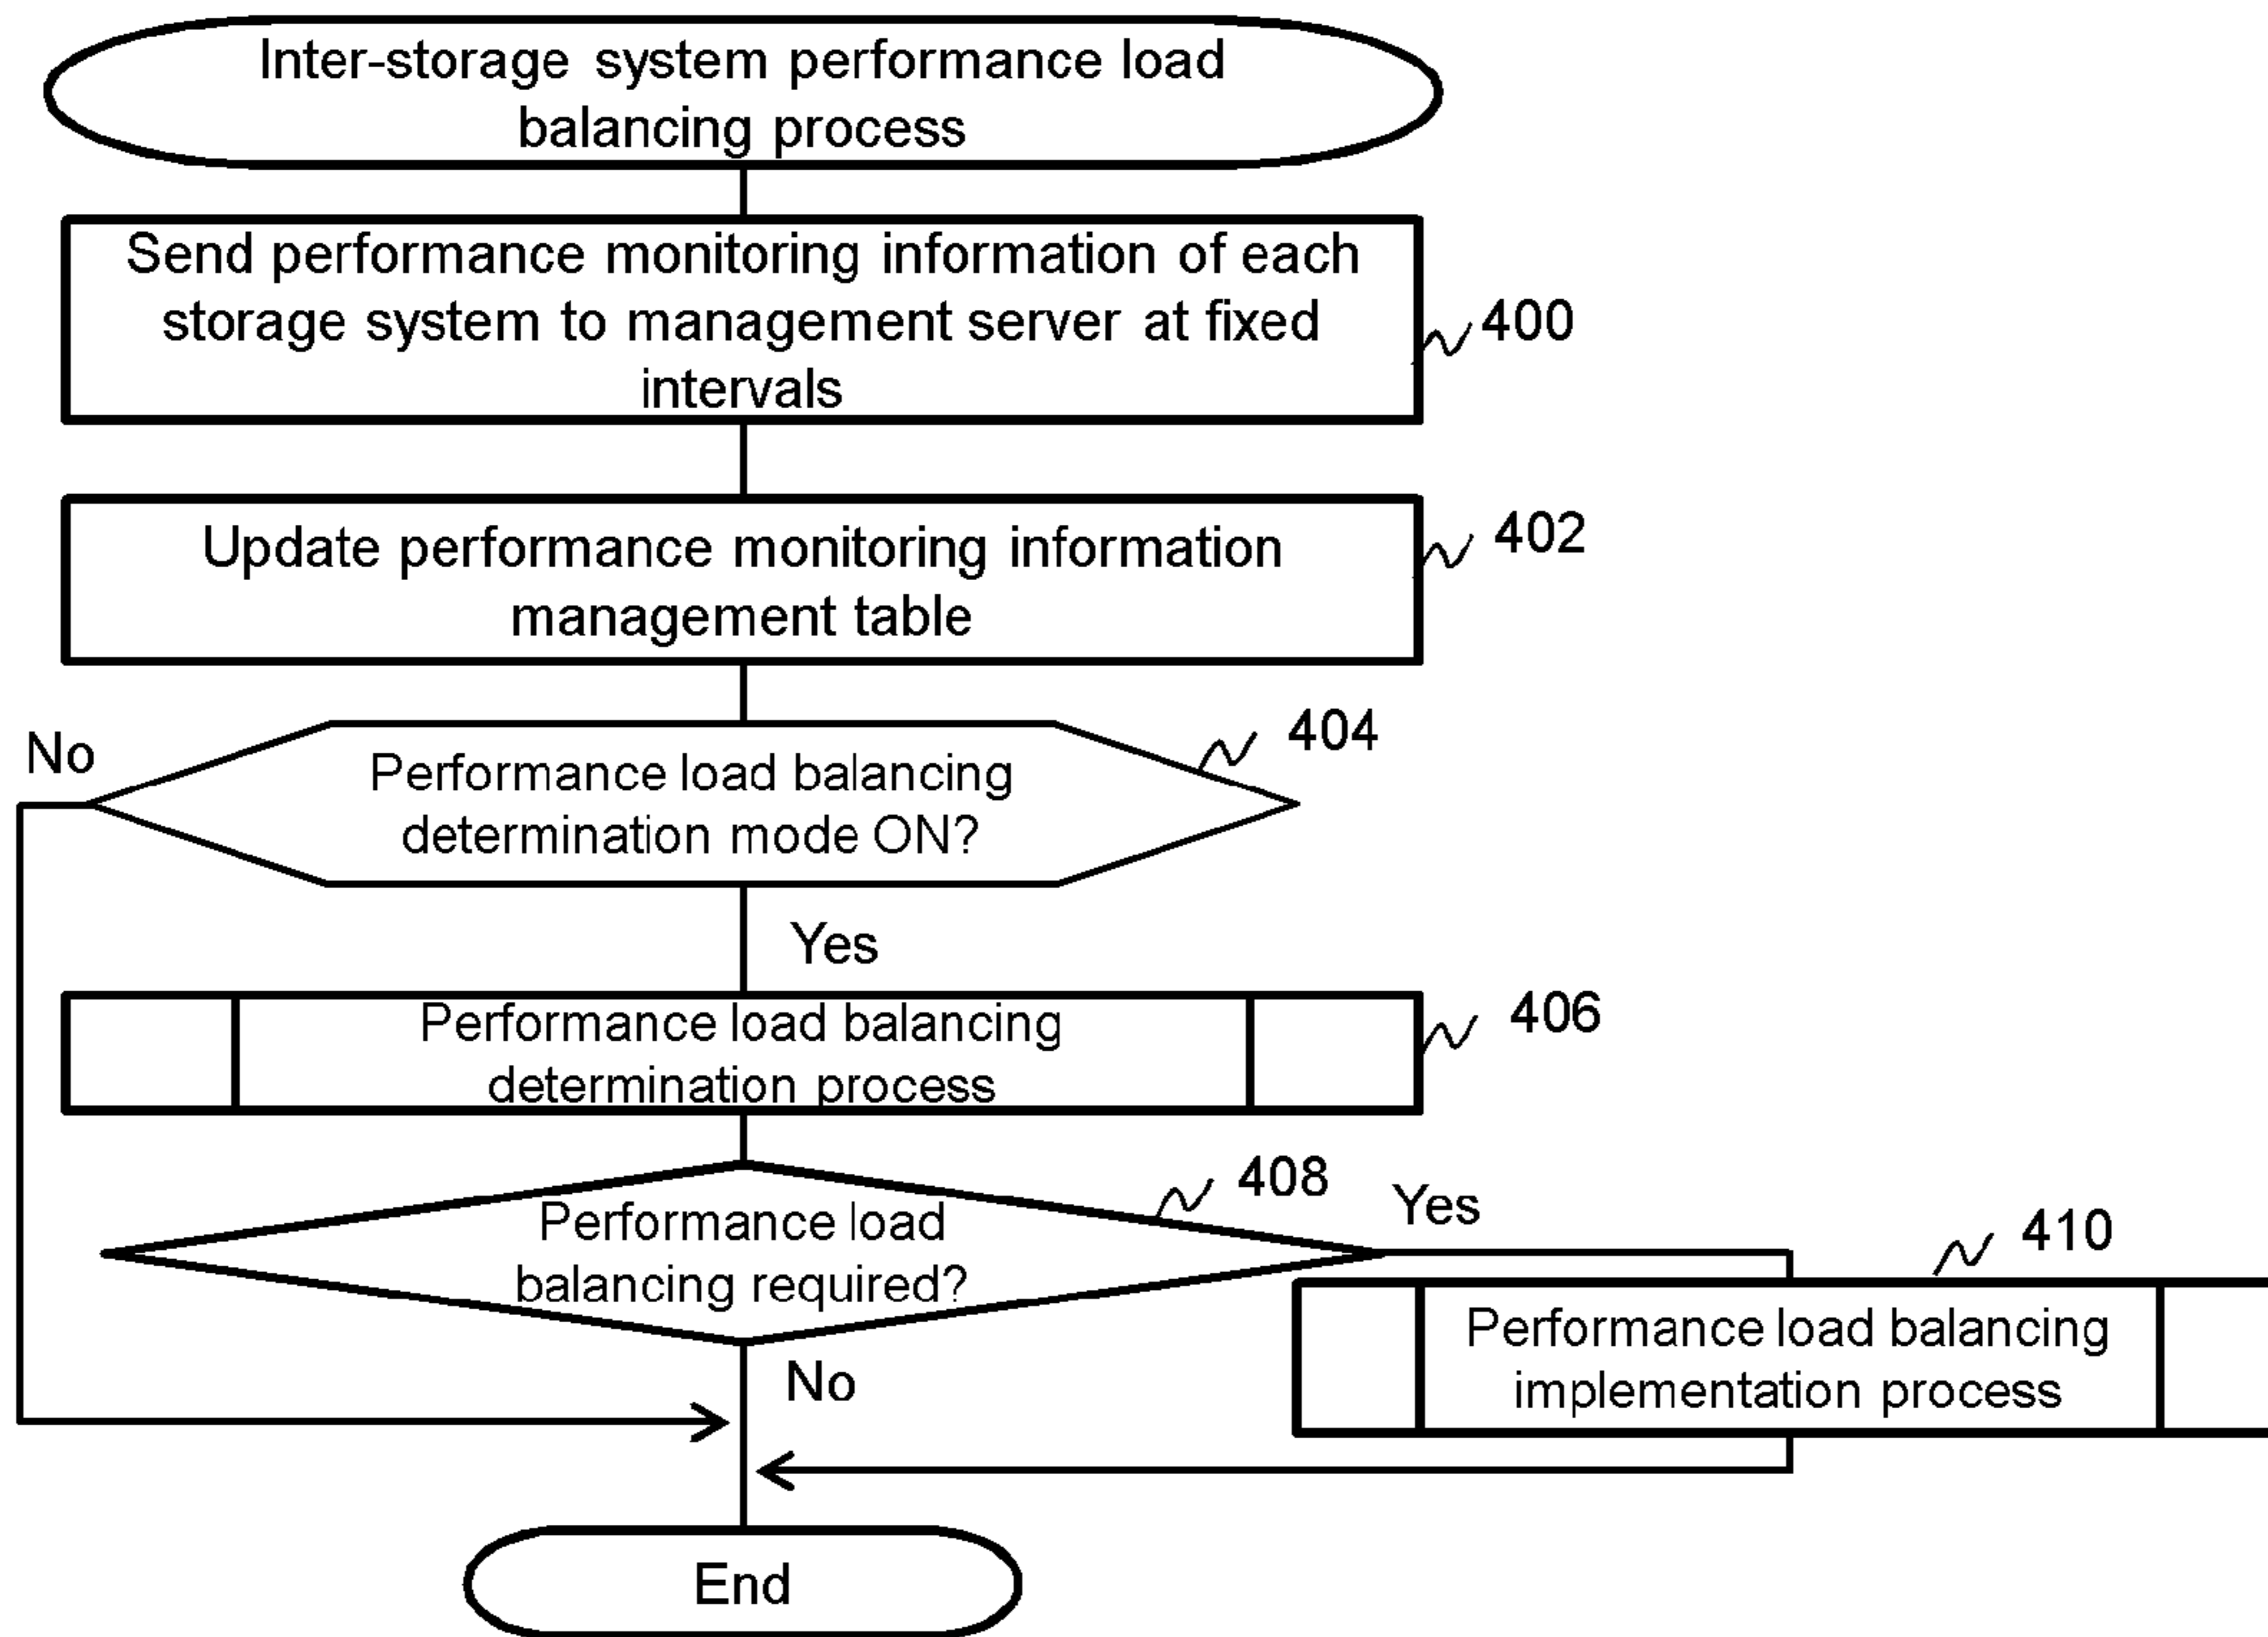 Inter-storage system performance load
balancing process
Send performance monitoring information of each
storage system to management server at fixed
intervals
400
Update performance monitoring information
management table
402
No
Performance load balancing
determination mode ON?
404
Yes
Performance load balancing
determination process
406
Performance load
balancing required?
408
Yes
410
Performance load balancing
implementation process
No
End